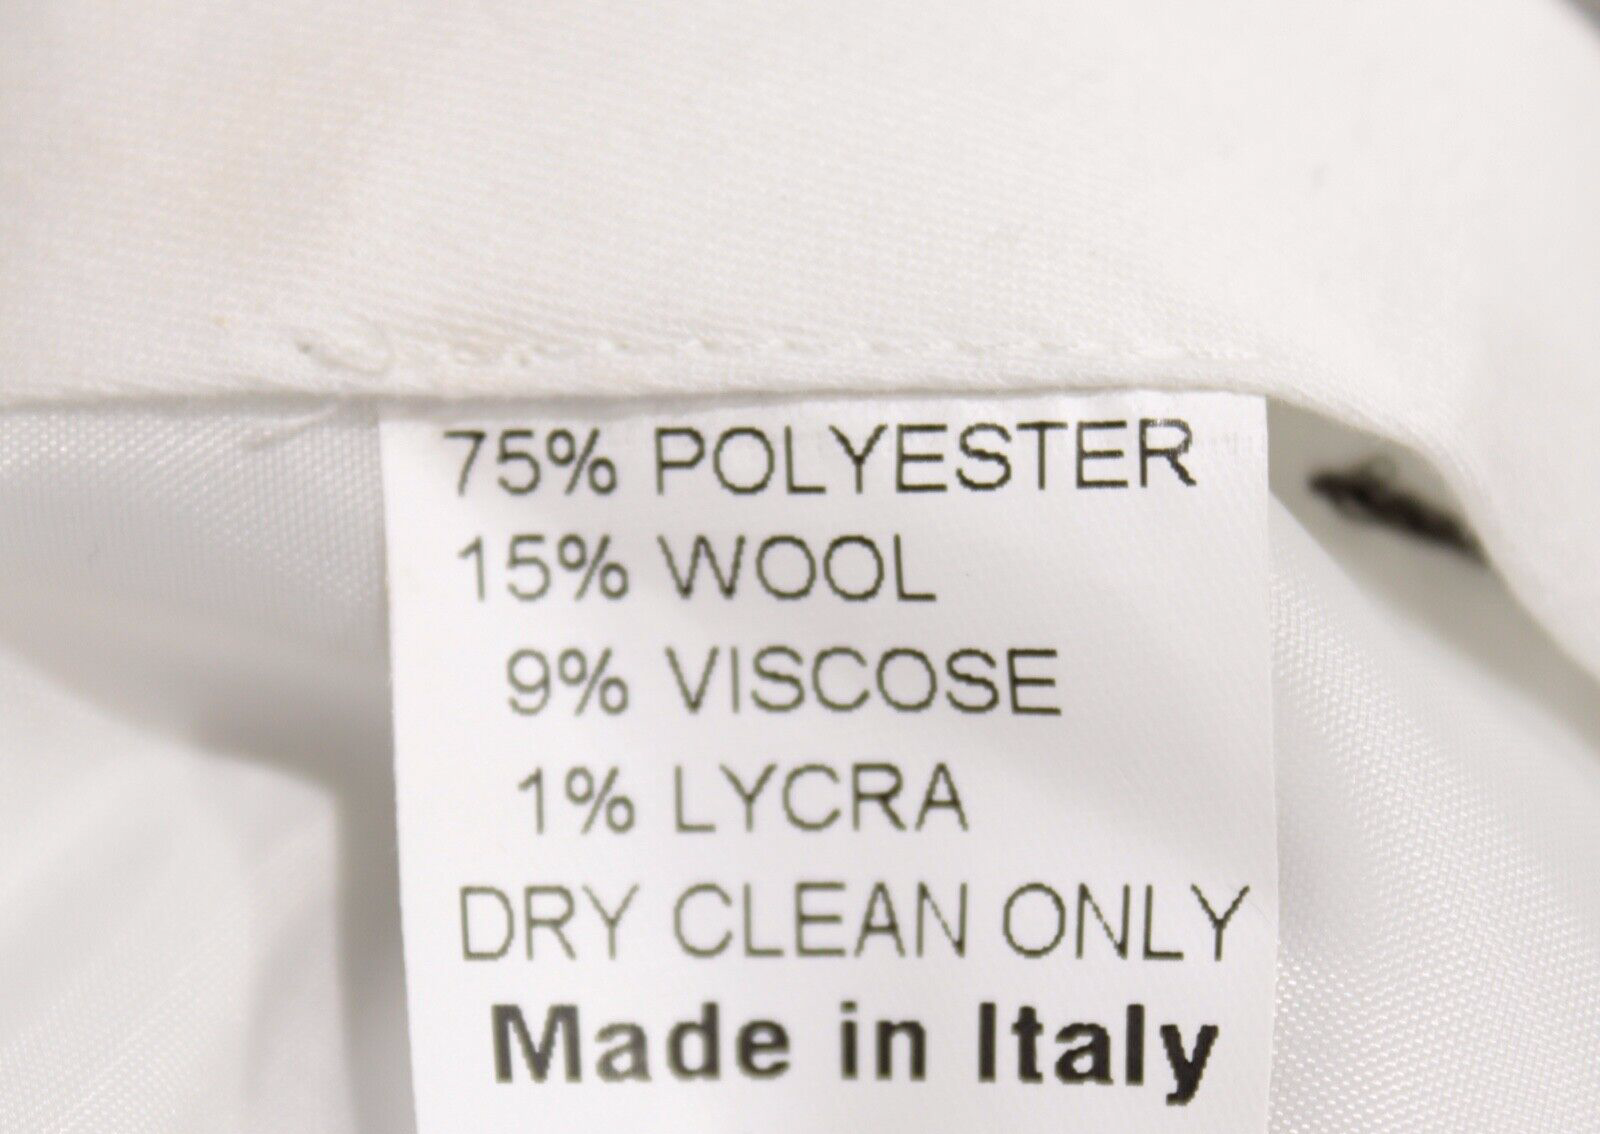 75% POLYESTER
15% WOOL
9% VISCOSE
1% LYCRA
DRY CLEAN ONLY
Made in Italy